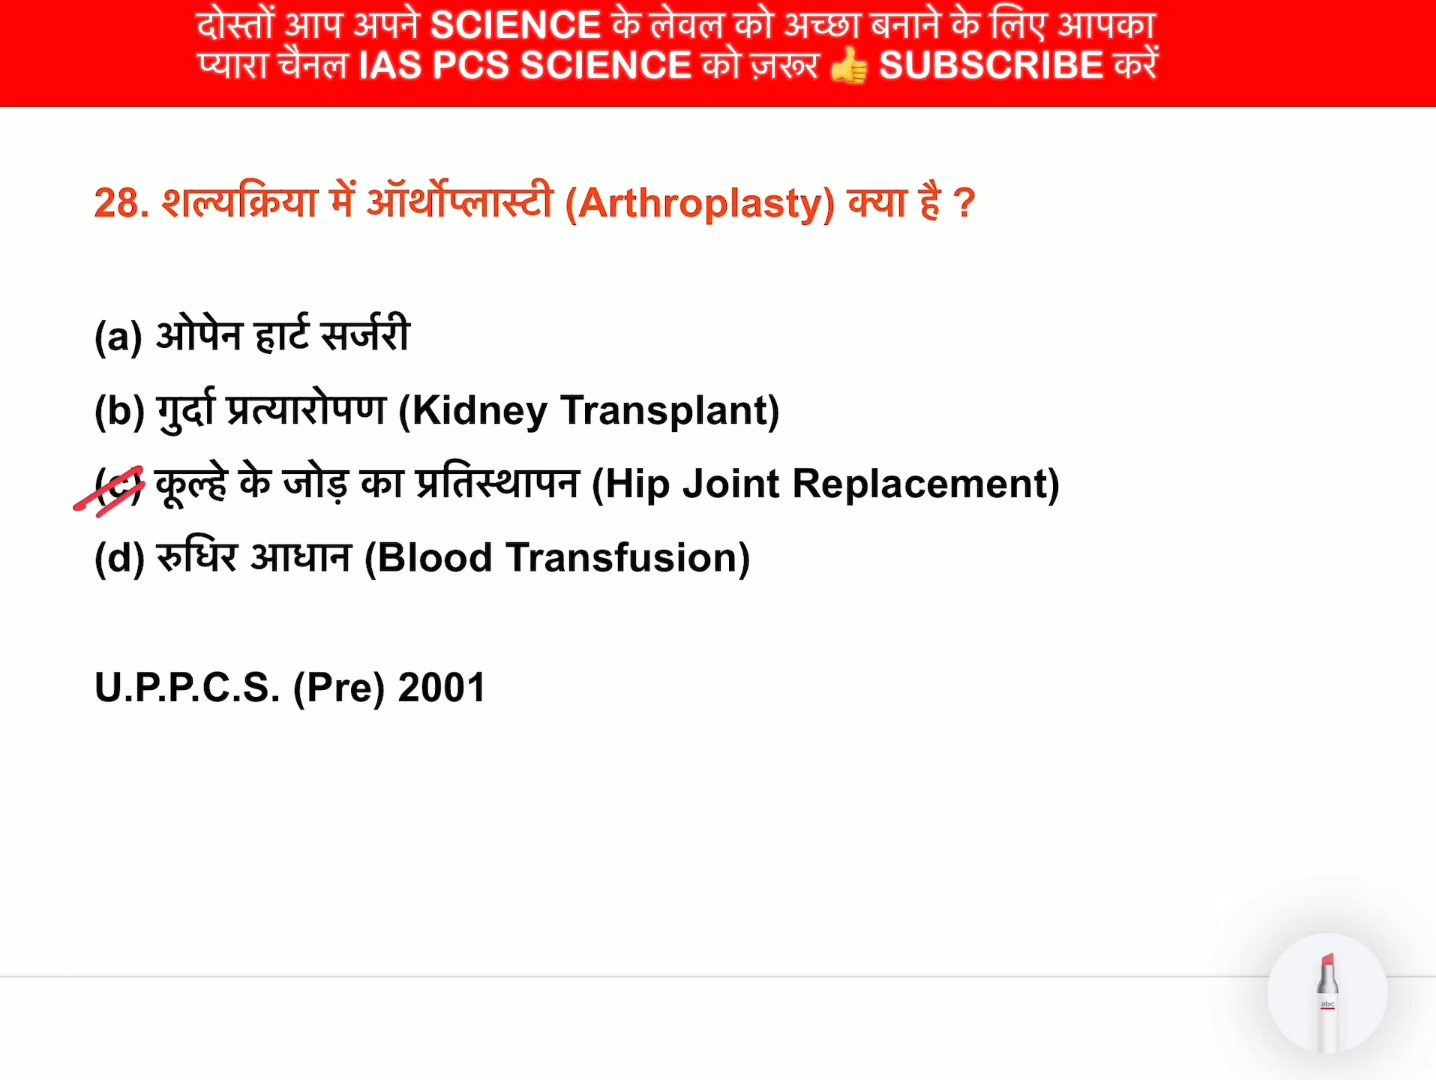 दोस्तों आप अपने SCIENCE के लेवल को अच्छा बनाने के लिए आपका
प्यारा चैनल IAS PCS SCIENCE को ज़रूर 👍 SUBSCRIBE करें
28. शल्यक्रिया में ऑर्थोप्लास्टी (Arthroplasty) क्या है ?
(a) ओपेन हार्ट सर्जरी
(b) गुर्दा प्रत्यारोपण (Kidney Transplant)
(c) कूल्हे के जोड़ का प्रतिस्थापन (Hip Joint Replacement)
(d) रुधिर आधान (Blood Transfusion)
U.P.P.C.S. (Pre) 2001
abc